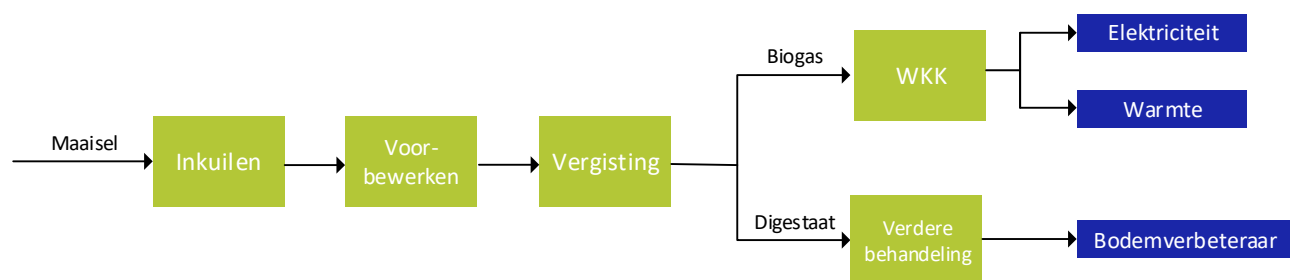 Maaisel
Inkuilen
Voor-
bewerken
Vergisting
Biogas
WKK
Elektriciteit
Warmte
Digestaat
Verdere
behandeling
Bodemverbeteraar